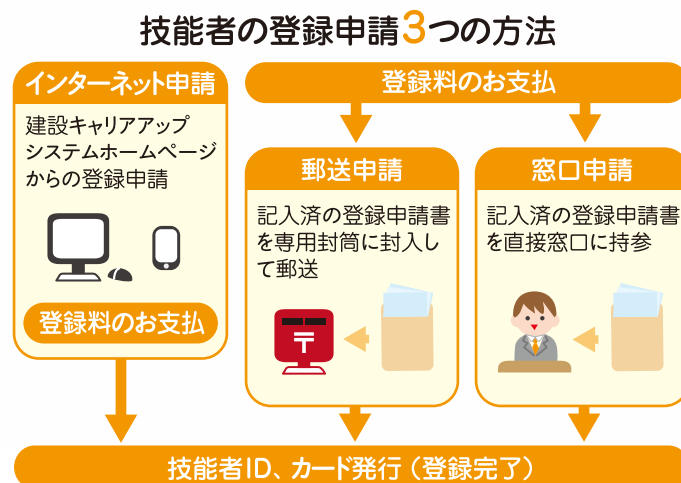 技能者の登録申請3つの方法
インターネット申請
建設キャリアアップ
システムホームページ
からの登録申請
登録料のお支払
登録料のお支払
郵送申請
記入済の登録申請書
を専用封筒に封入し
て郵送
窓口申請
記入済の登録申請書
を直接窓口に持参
技能者ID、カード発行（登録完了）